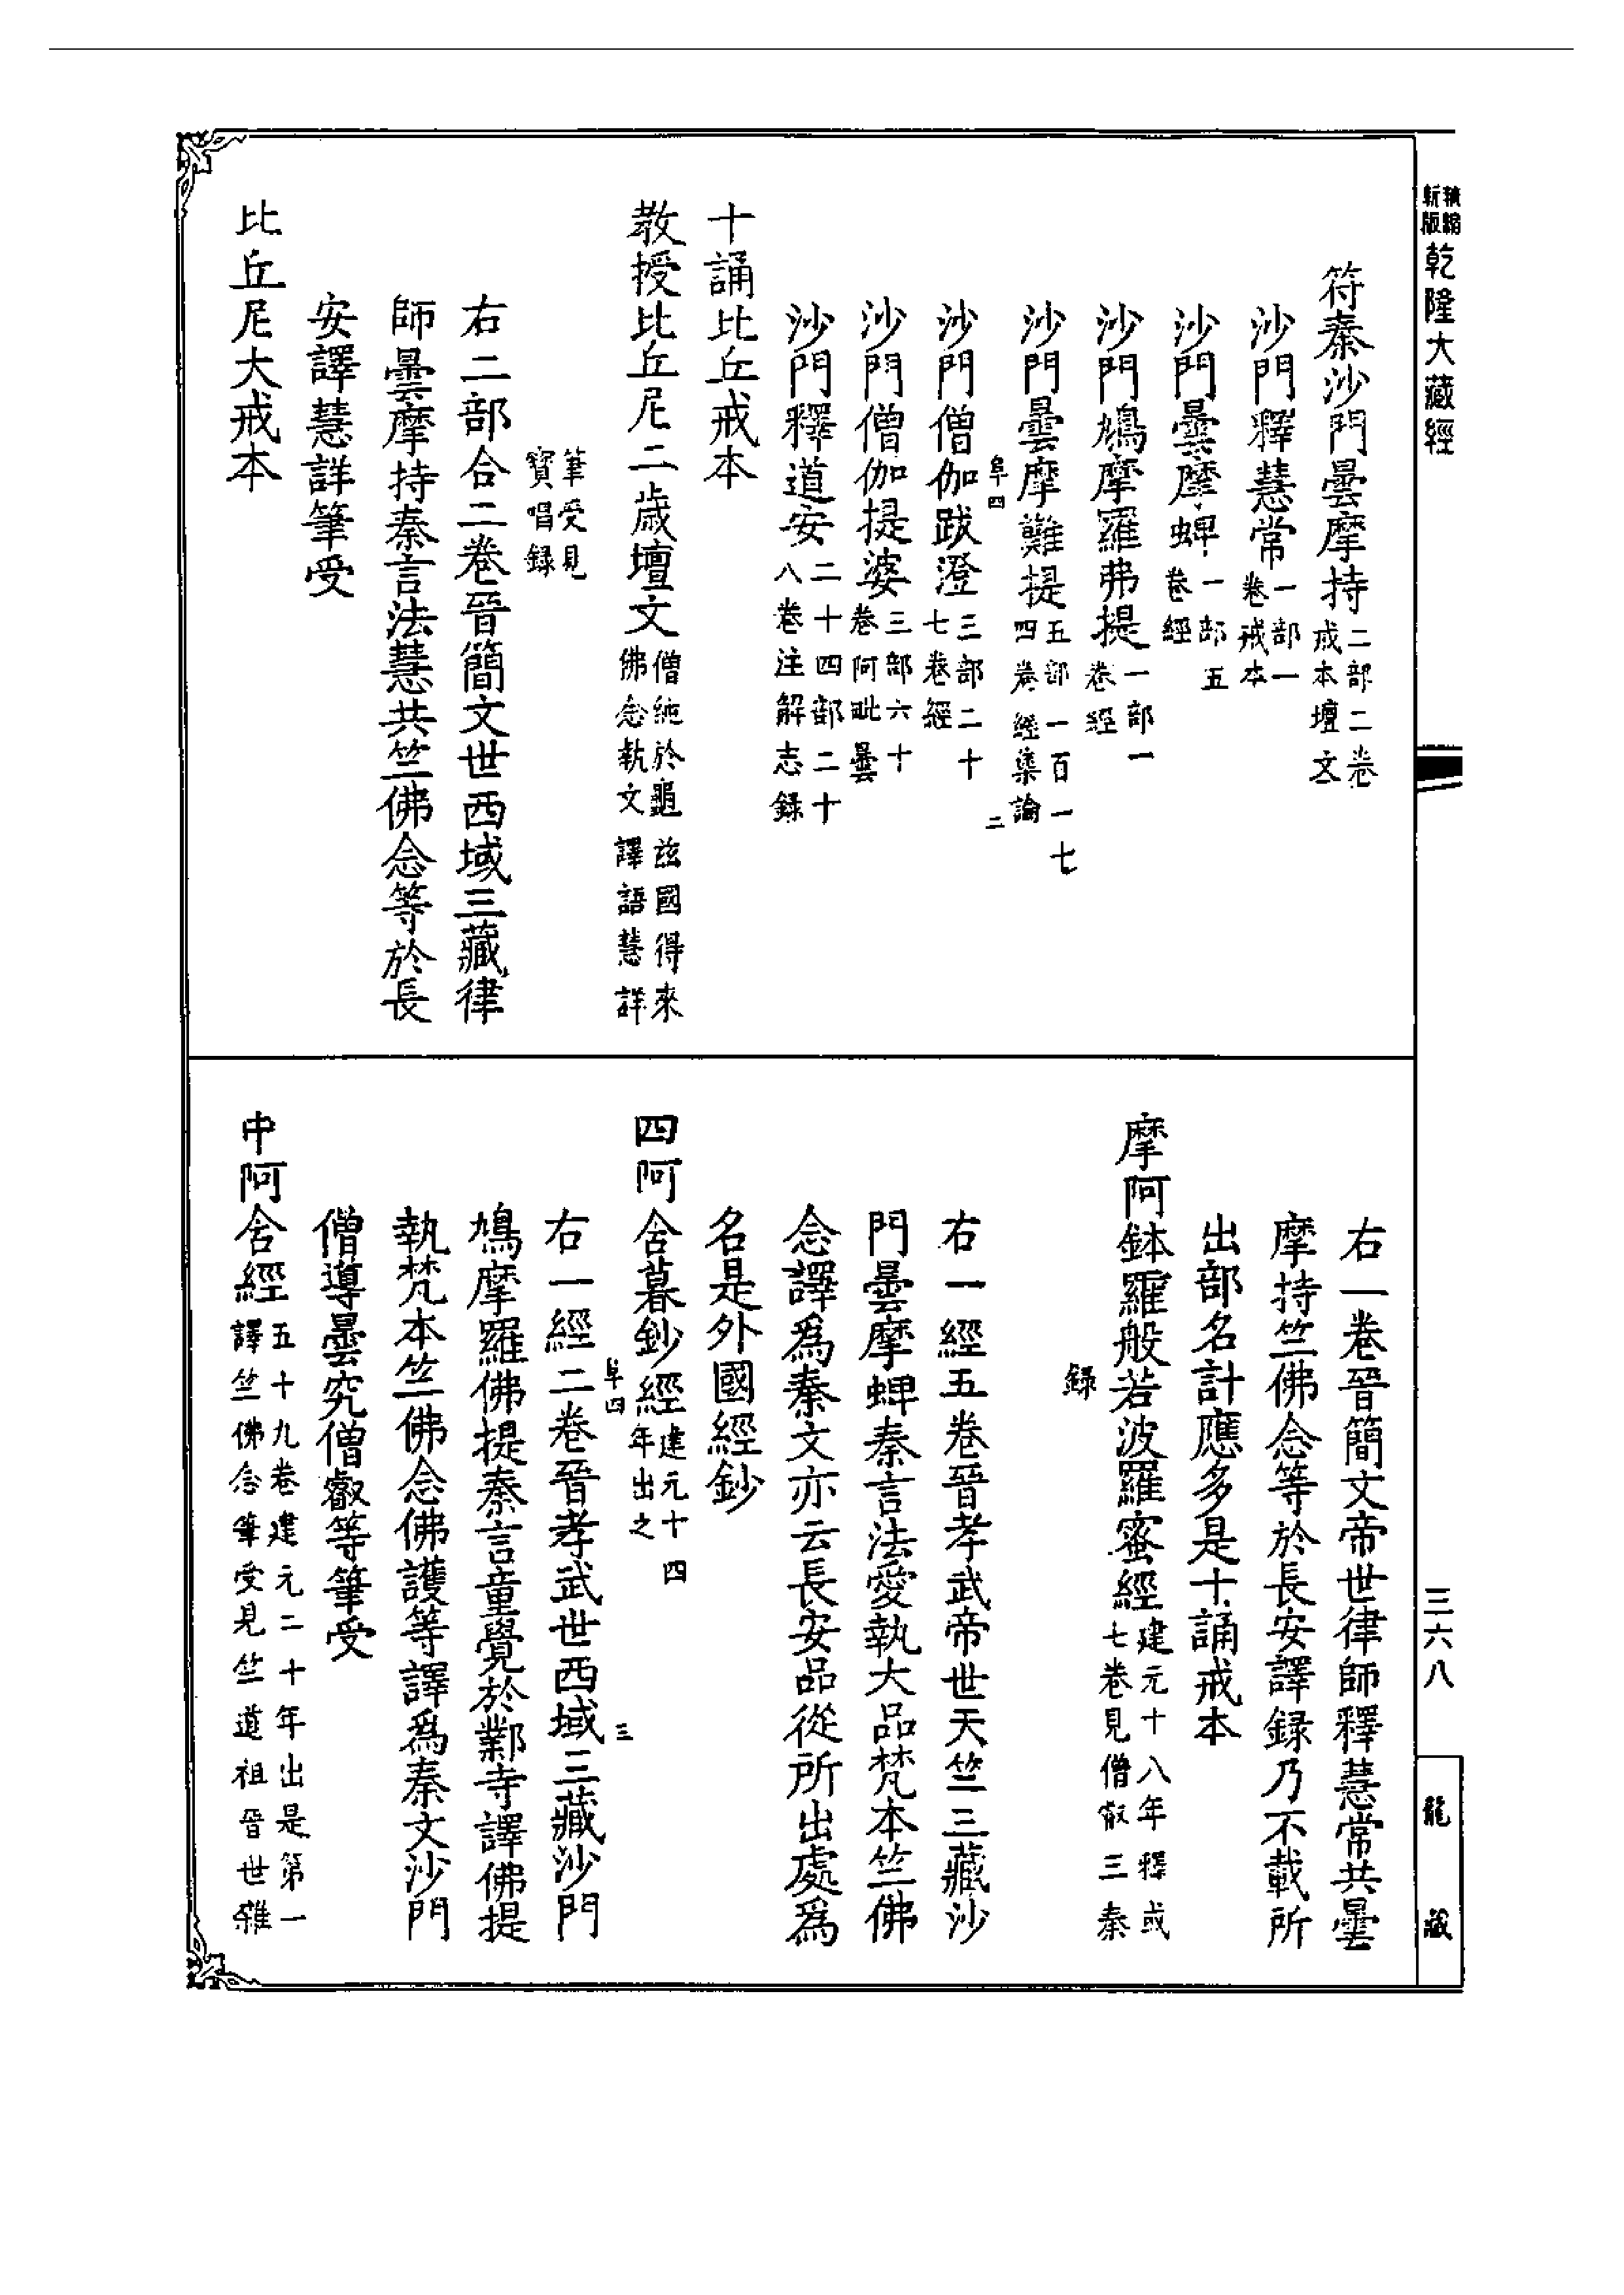 新版
乾隆大藏經
符秦沙門曇摩持二部二卷戒本壇文
沙門釋慧常一部一卷戒本
沙門曇摩蜱一部五卷經
沙門鳩摩羅弗提一部一卷經
沙門曇摩難提五部一百一十四卷經集論
阜四
二
沙門僧伽跋澄三部二十七卷經
沙門僧伽提婆三部六十卷阿毗曇
沙門釋道安二十四部二十八卷注解志録
十誦比丘戒本
教授比丘尼二歲壇文僧純於龜茲國得來佛念執文譯語慧詳
筆受見寶唱録
右二部合二卷晉簡文世西域三藏律
師曇摩持秦言法慧共竺佛念等於長
安譯慧詳筆受
比丘尼大戒本
右一卷晉簡文帝世律師釋慧常共曇
摩持竺佛念等於長安譯録乃不載所
出部名計應多是十誦戒本
摩阿鉢羅般若波羅蜜經建元十八年釋或七卷見僧叡三秦
録
右一經五卷晉孝武帝世天竺三藏沙
門曇摩蜱秦言法愛執大品梵本竺佛
念譯爲秦文亦云長安品從所出處爲
名是外國經鈔
四阿含暮鈔經建元十四年出之
阜四
三
右一經二卷晉孝武世西域三藏沙門
鳩摩羅佛提秦言童覺於鄴寺譯佛提
執梵本竺佛念佛護等譯爲秦文沙門
僧導曇究僧叡等筆受
中阿含經五十九卷建元二十年出是第一譯竺佛念筆受見竺道祖晉世雜
三六八
龍藏